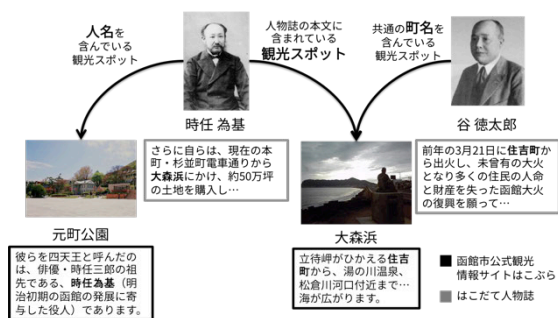 人名を
含んでいる
観光スポット
人物誌の本文に
含まれている
観光スポット
共通の町名を
含んでいる
観光スポット
時任 為基
谷 徳太郎
さらに自らは、現在の本
町・杉並町電車通りから
大森浜にかけ、約50万坪
の土地を購入し…
前年の3月21日に住吉町か
ら出火し、未曾有の大火
となり多くの住民の人命
と財産を失った函館大火
の復興を願って…
元町公園
大森浜
彼らを四天王と呼んだのは
、俳優・時任三郎の祖
先である、時任為基（明
治初期の函館の発展に寄
与した役人）であります。
立待岬がひかえる住吉
町から、湯の川温泉、
松倉川河口付近まで…
海が広がります。
函館市公式観光
情報サイトはこぶら
はこだて人物誌